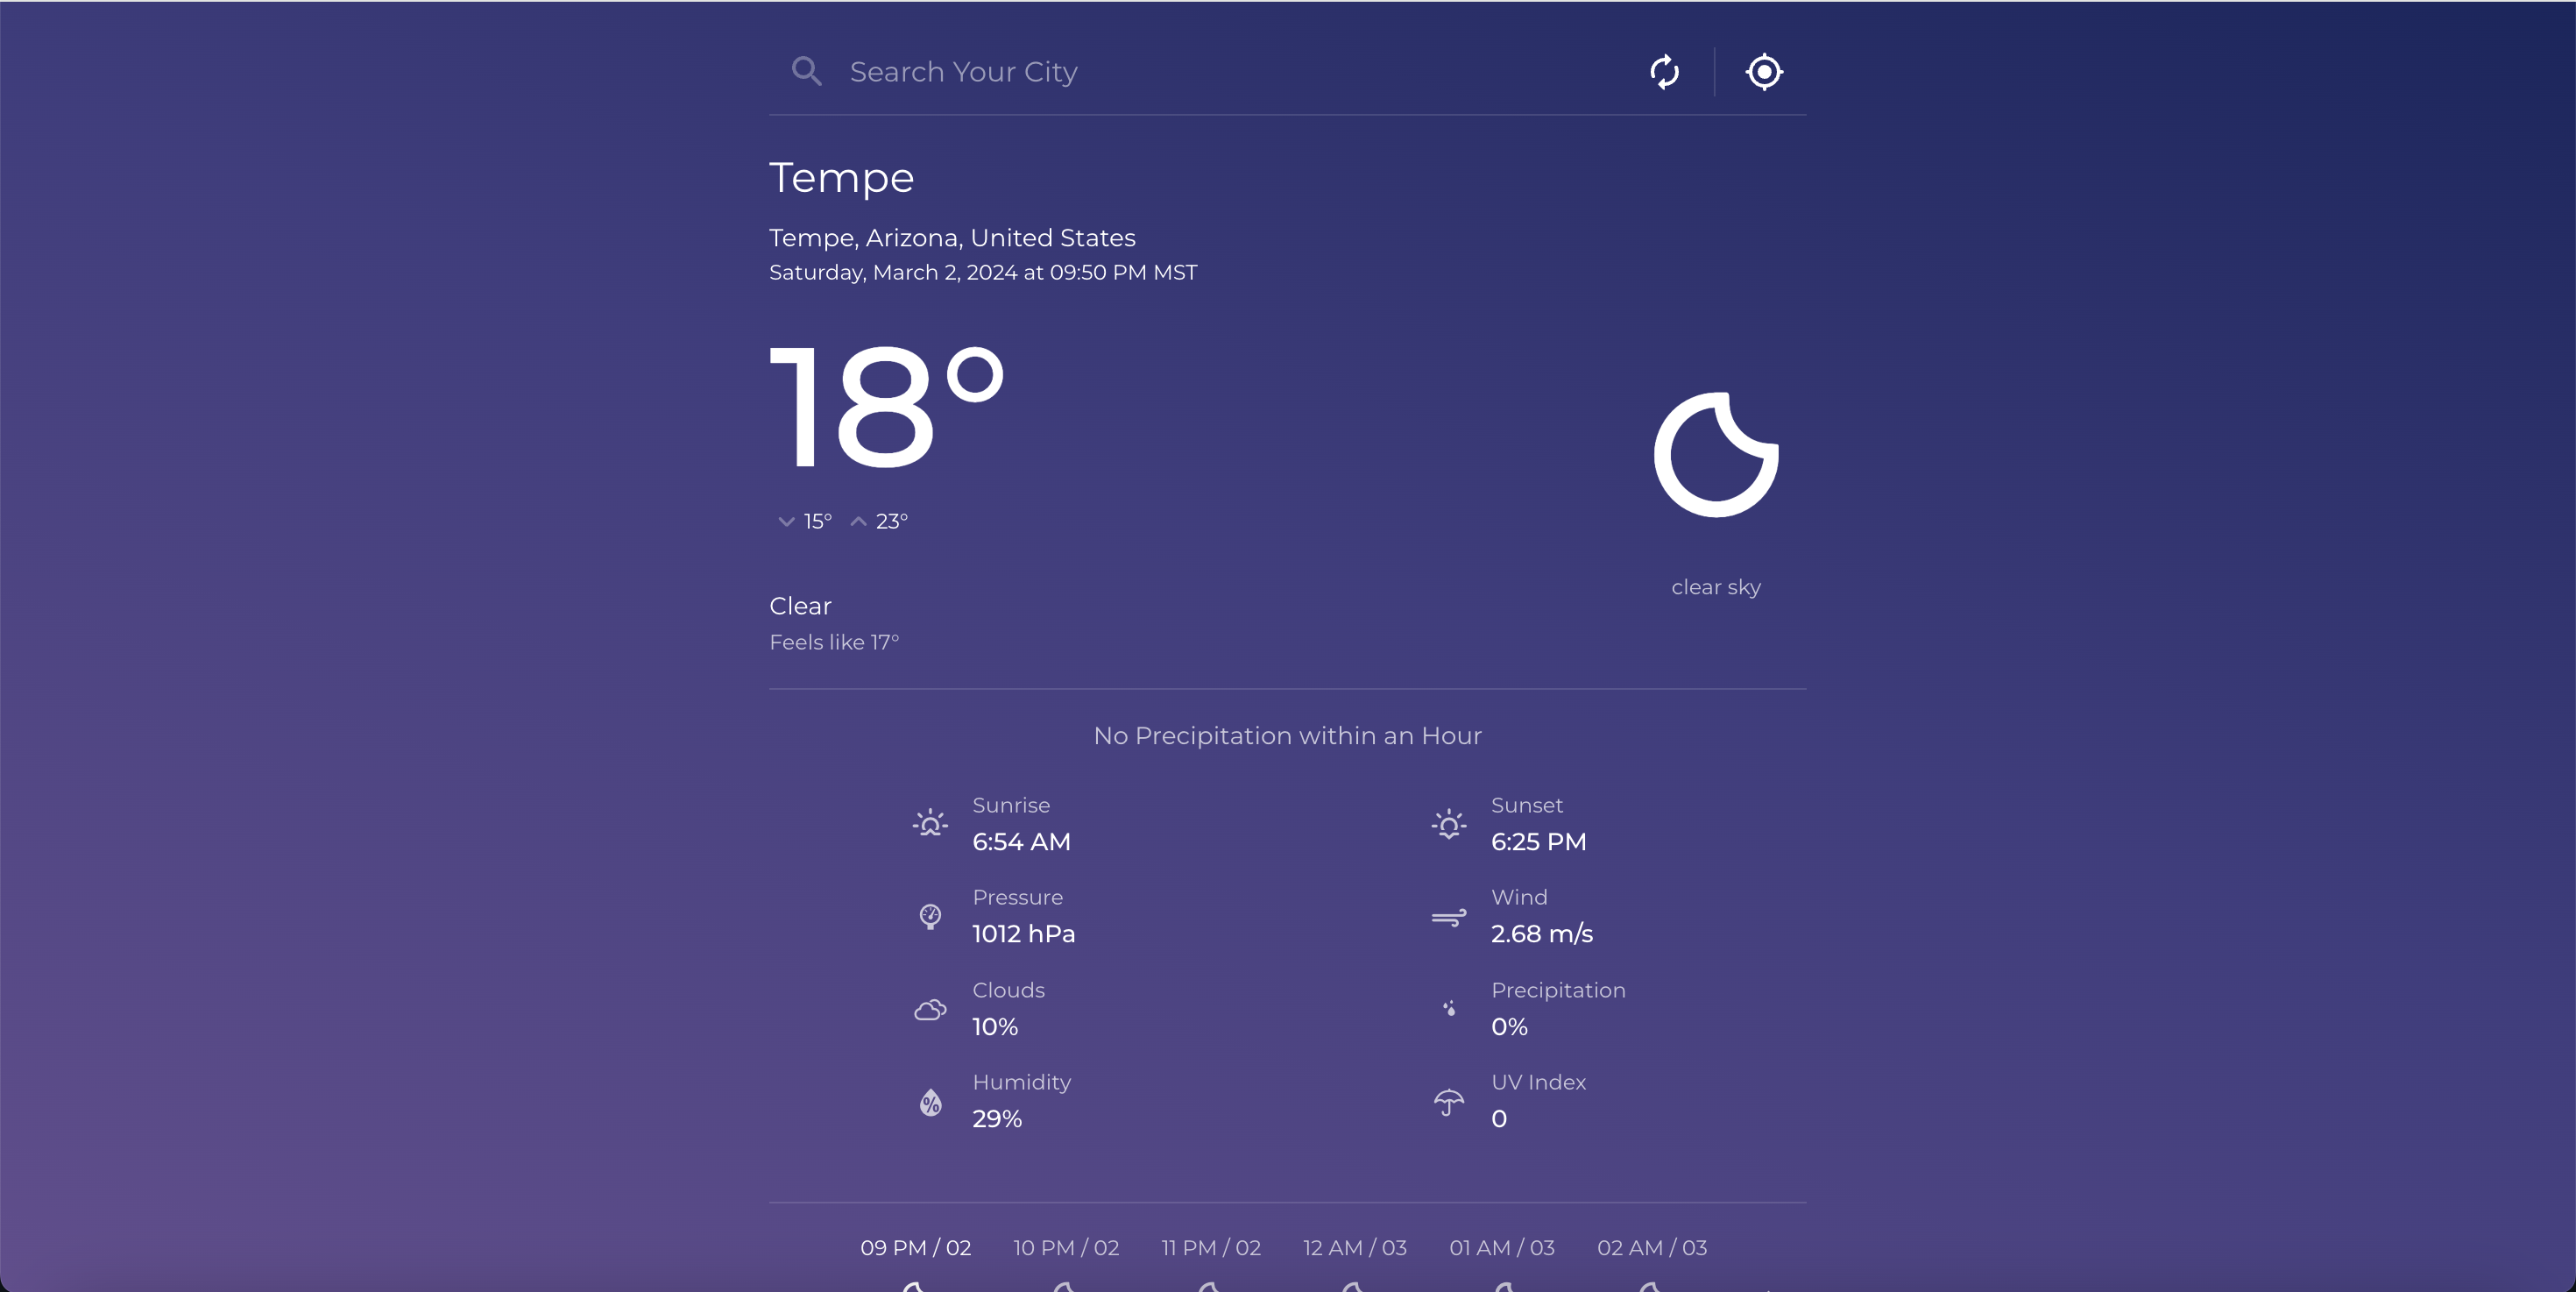 Search Your City
Tempe
Tempe, Arizona, United States
Saturday, March 2, 2024 at 09:50 PM MST
18°
15° 23°
clear sky
Clear
Feels like 17°
No Precipitation within an Hour
Sunrise Sunset
6:54 AM 6:25 PM
Pressure Wind
1012 hPa 2.68 m/s
Clouds Precipitation
10% 0%
Humidity UV Index
29% 0
09 PM / 02 10 PM / 02 11 PM / 02 12 AM / 03 01 AM / 03 02 AM / 03